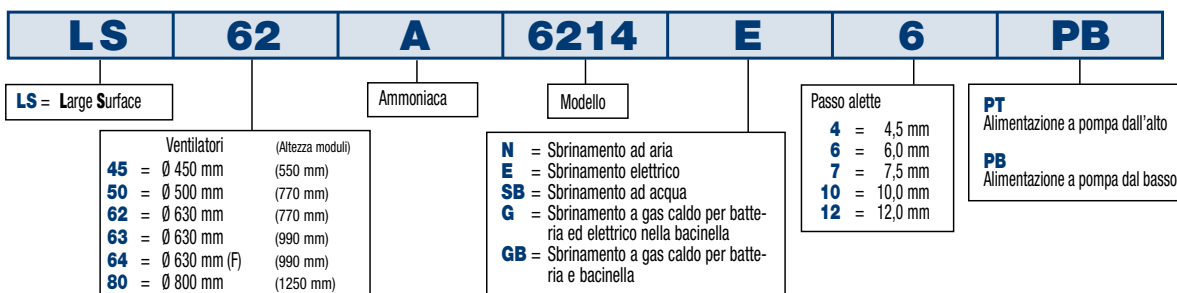 LS 62 A 6214 E 6 PB
LS = Large Surface
Ammoniaca
Modello
Ventilatori (Altezza moduli)
45 = Ø 450 mm (550 mm)
50 = Ø 500 mm (770 mm)
62 = Ø 630 mm (770 mm)
63 = Ø 630 mm (990 mm)
64 = Ø 630 mm (F) (990 mm)
80 = Ø 800 mm (1250 mm)
N = Sbrinamento ad aria
E = Sbrinamento elettrico
SB = Sbrinamento ad acqua
G = Sbrinamento a gas caldo per batte-
ria ed elettrico nella bacinella
GB = Sbrinamento a gas caldo per batte-
ria e bacinella
Passo alette
4 = 4,5 mm
6 = 6,0 mm
7 = 7,5 mm
10 = 10,0 mm
12 = 12,0 mm
PT
Alimentazione a pompa dall'alto
PB
Alimentazione a pompa dal basso